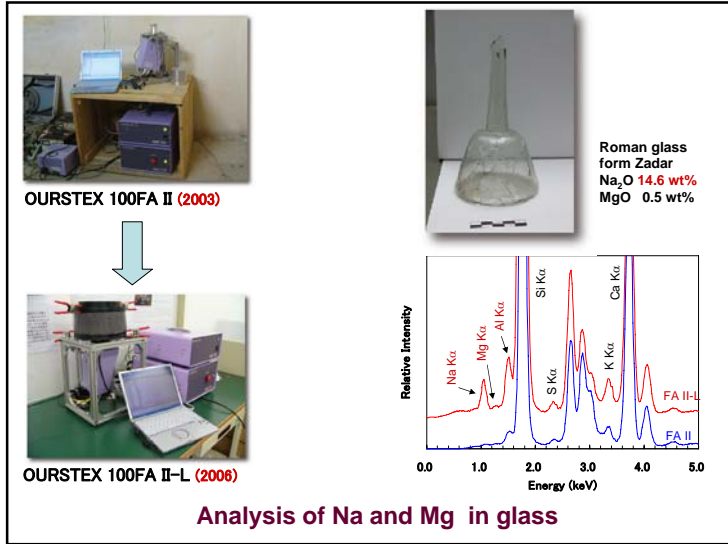 OURSTEX 100FA II (2003)
OURSTEX 100FA II-L (2006)
Roman glass
form Zadar
Na₂O 14.6 wt%
MgO 0.5 wt%
Relative Intensity
Na Kα
Mg Kα
Al Kα
Si Kα
S Kα
K Kα
Ca Kα
FA II-L
FA II
0.0 1.0 2.0 3.0 4.0 5.0
Energy (keV)
Analysis of Na and Mg in glass